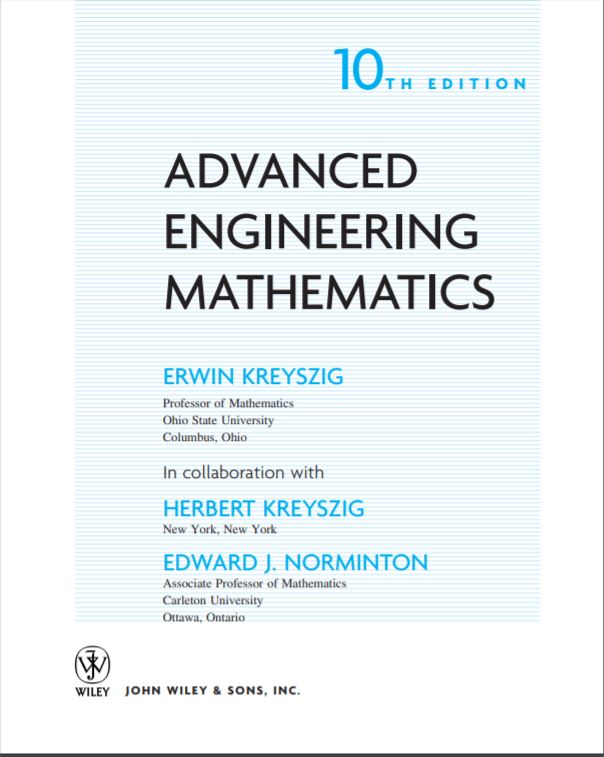 10TH EDITION
ADVANCED
ENGINEERING
MATHEMATICS
ERWIN KREYSZIG
Professor of Mathematics
Ohio State University
Columbus, Ohio
In collaboration with
HERBERT KREYSZIG
New York, New York
EDWARD J. NORMINTON
Associate Professor of Mathematics
Carleton University
Ottawa, Ontario
WILEY JOHN WILEY & SONS, INC.